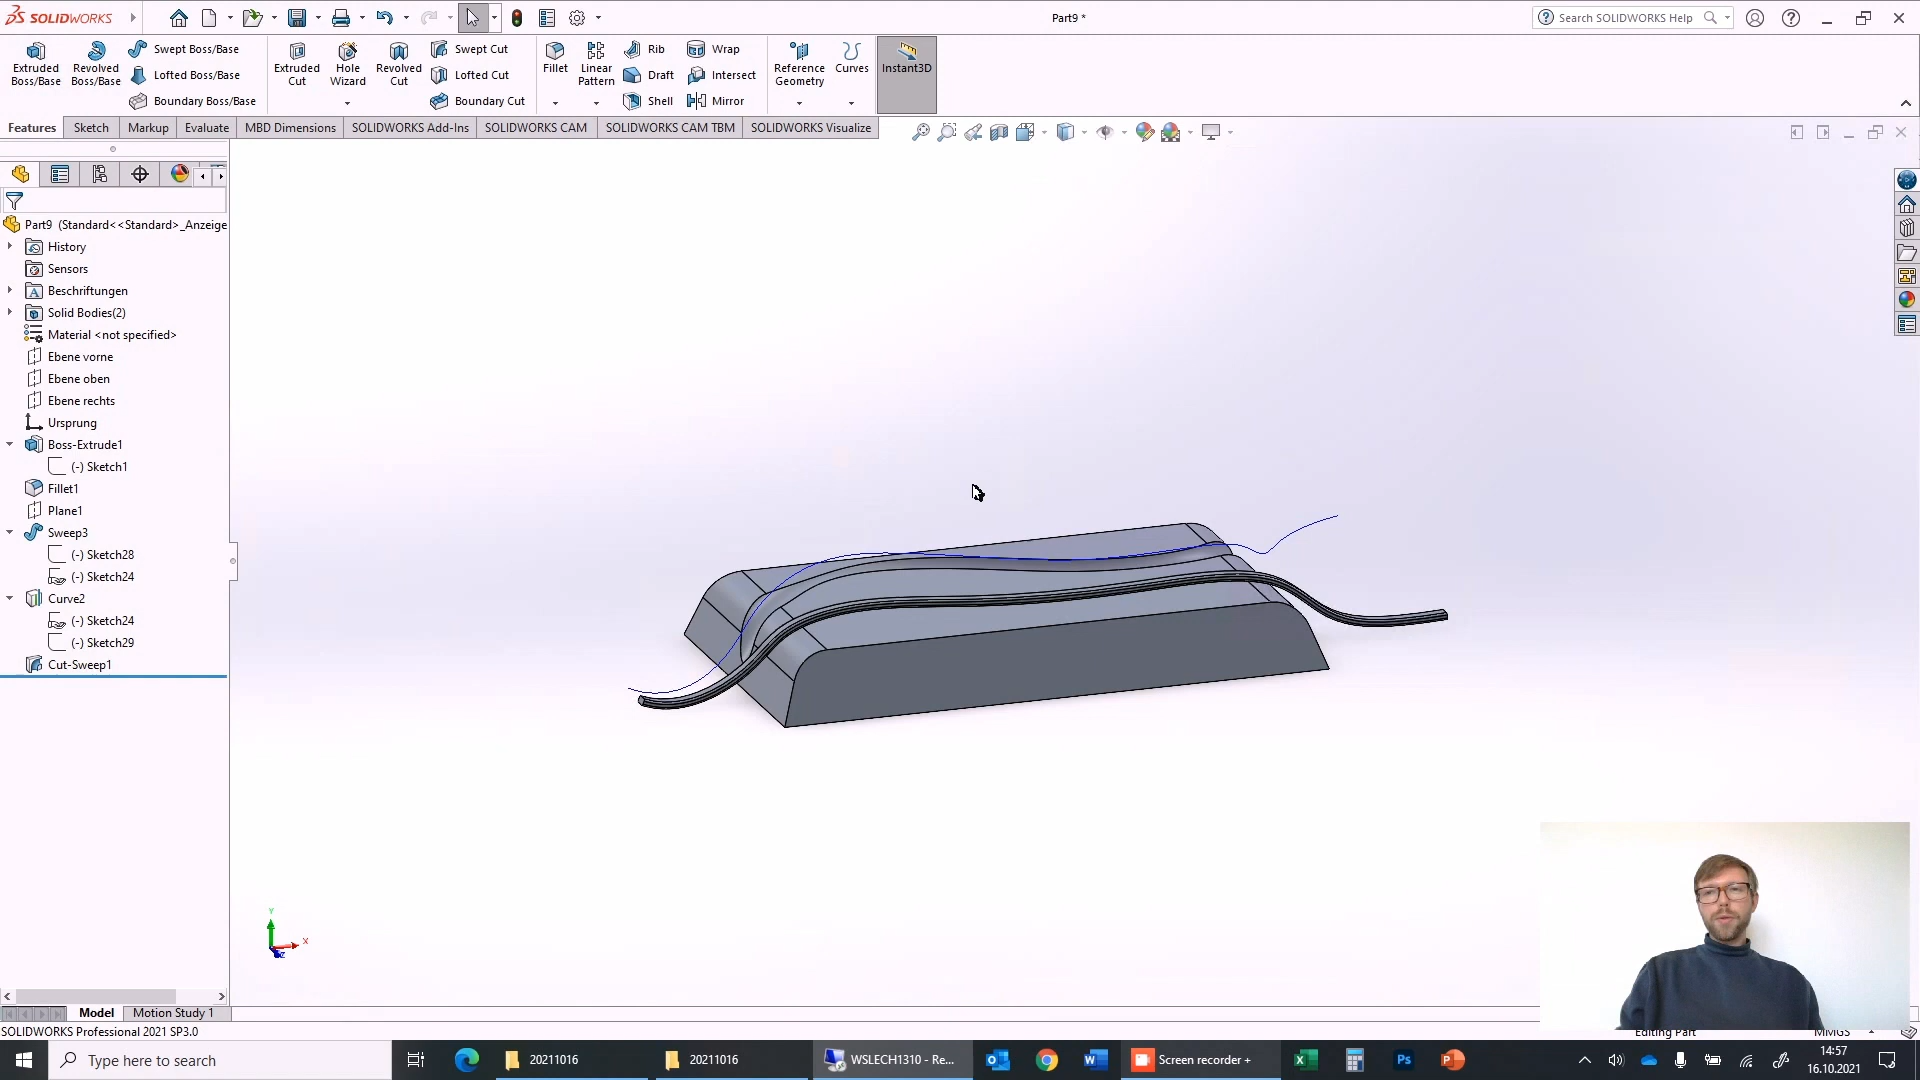 SOLIDWORKS
Part9 *
Search SOLIDWORKS Help
Extruded Boss/Base
Revolved Boss/Base
Swept Boss/Base
Lofted Boss/Base
Boundary Boss/Base
Extruded Cut
Hole Wizard
Revolved Cut
Swept Cut
Lofted Cut
Boundary Cut
Fillet
Linear Pattern
Rib
Draft
Shell
Wrap
Intersect
Mirror
Reference Geometry
Curves
Instant3D
Features
Sketch
Markup
Evaluate
MBD Dimensions
SOLIDWORKS Add-Ins
SOLIDWORKS CAM
SOLIDWORKS CAM TBM
SOLIDWORKS Visualize
Part9 (Standard<<Standard>_Anzeige
History
Sensors
Beschriftungen
Solid Bodies(2)
Material <not specified>
Ebene vorne
Ebene oben
Ebene rechts
Ursprung
Boss-Extrude1
(-) Sketch1
Fillet1
Plane1
Sweep3
(-) Sketch28
(-) Sketch24
Curve2
(-) Sketch24
(-) Sketch29
Cut-Sweep1
Y
X
Z
Model
Motion Study 1
SOLIDWORKS Professional 2021 SP3.0
Editing Part
MMGS
Type here to search
20211016
20211016
WSLECH1310 - Re...
Screen recorder +
14:57
16.10.2021